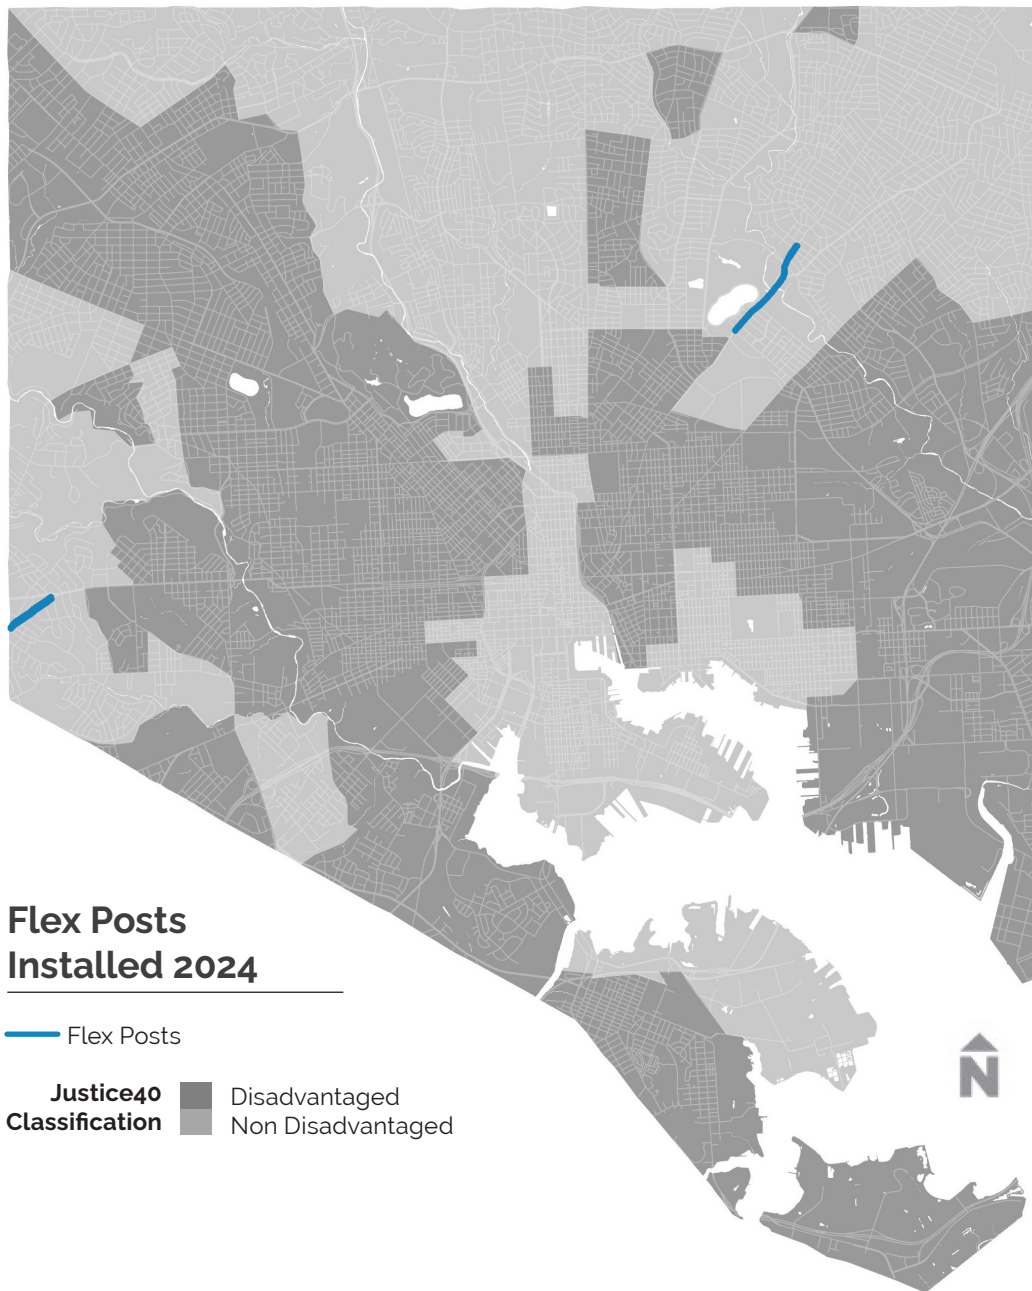 Flex Posts
Installed 2024
Flex Posts
Justice40
Classification
Disadvantaged
Non Disadvantaged
N